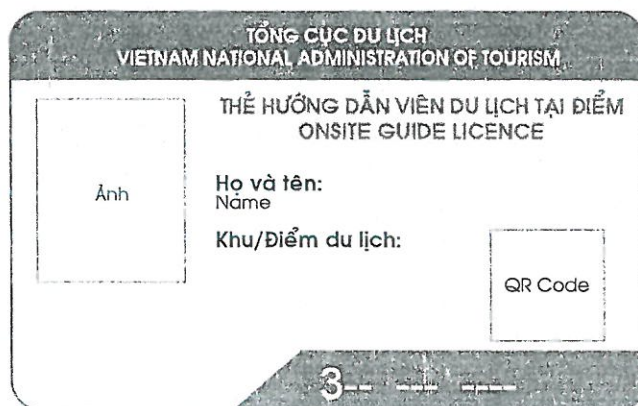 TỔNG CỤC DU LỊCH
VIETNAM NATIONAL ADMINISTRATION OF TOURISM
THẺ HƯỚNG DẪN VIÊN DU LỊCH TẠI ĐIỂM
ONSITE GUIDE LICENCE
Ảnh
Họ và tên:
Name
Khu/Điểm du lịch:
QR Code
3-- --- ----